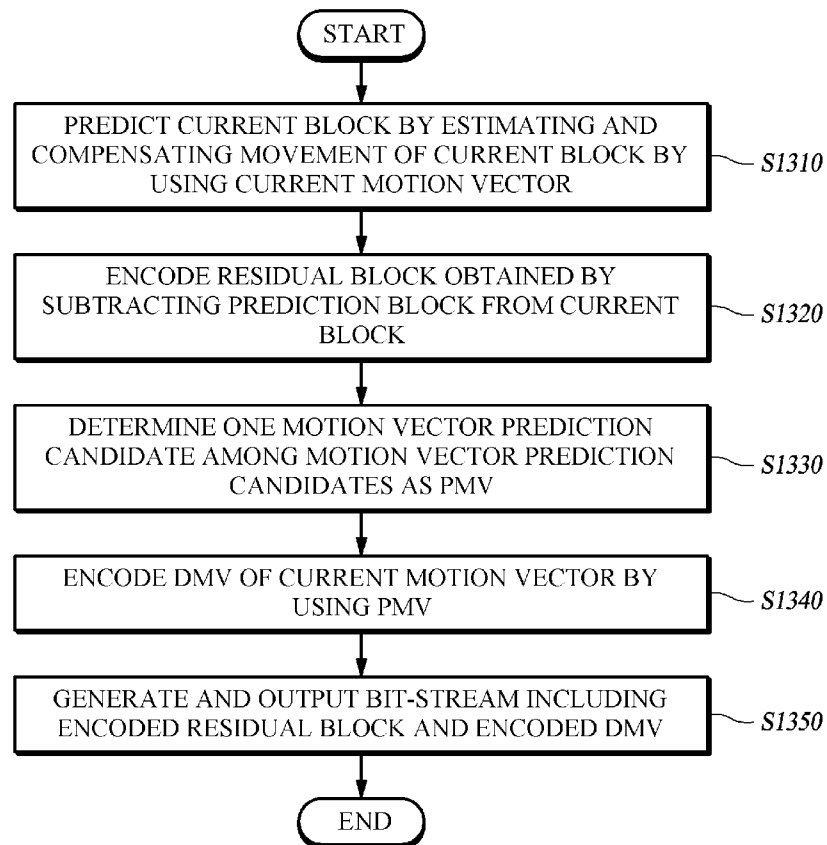 START
PREDICT CURRENT BLOCK BY ESTIMATING AND
COMPENSATING MOVEMENT OF CURRENT BLOCK BY
USING CURRENT MOTION VECTOR
S1310
ENCODE RESIDUAL BLOCK OBTAINED BY
SUBTRACTING PREDICTION BLOCK FROM CURRENT
BLOCK
S1320
DETERMINE ONE MOTION VECTOR PREDICTION
CANDIDATE AMONG MOTION VECTOR PREDICTION
CANDIDATES AS PMV
S1330
ENCODE DMV OF CURRENT MOTION VECTOR BY
USING PMV
S1340
GENERATE AND OUTPUT BIT-STREAM INCLUDING
ENCODED RESIDUAL BLOCK AND ENCODED DMV
S1350
END